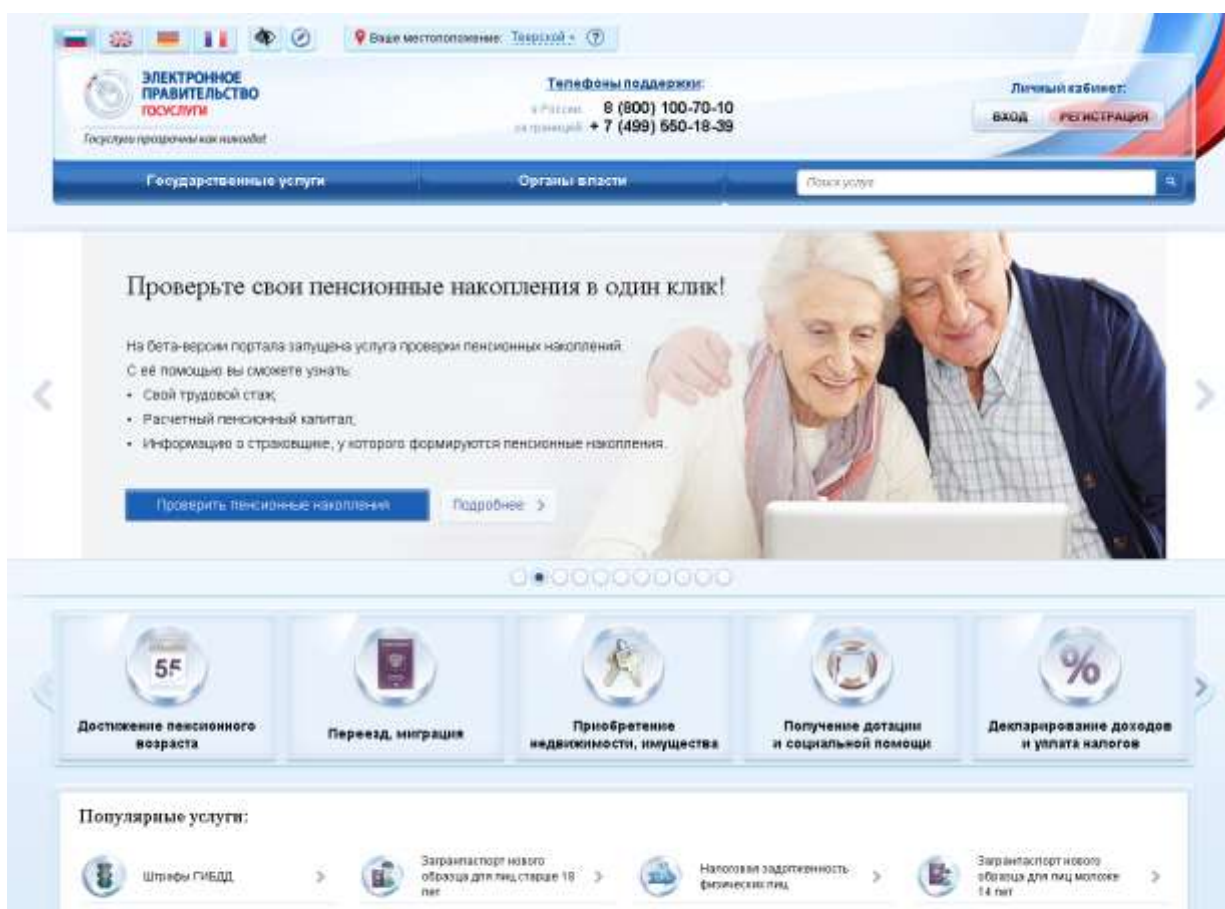 Ваше местоположение: Тверской
?
ЭЛЕКТРОННОЕ
ПРАВИТЕЛЬСТВО
ГОСУСЛУГИ
Госуслуги прозрачны как никогда!
Телефоны поддержки:
в России: 8 (800) 100-70-10
за границей: + 7 (499) 550-18-39
Личный кабинет:
ВХОД РЕГИСТРАЦИЯ
Государственные услуги
Органы власти
Поиск услуг
Проверьте свои пенсионные накопления в один клик!
На бета-версии портала запущена услуга проверки пенсионных накоплений.
С её помощью вы сможете узнать:
• Свой трудовой стаж;
• Расчетный пенсионный капитал;
• Информацию о страховщике, у которого формируются пенсионные накопления.
Проверить пенсионные накопления
Подробнее
55
Достижение пенсионного
возраста
Переезд, миграция
Приобретение
недвижимости, имущества
Получение дотации
и социальной помощи
%
Декларирование доходов
и уплата налогов
Популярные услуги:
Штрафы ГИБДД
Загранпаспорт нового
образца для лиц старше 18
лет
Налоговая задолженность
физических лиц
Загранпаспорт нового
образца для лиц моложе
14 лет